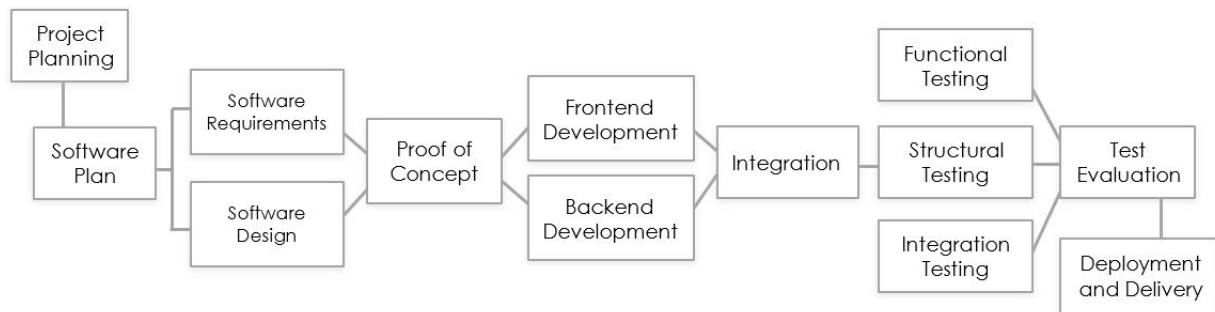 Project
Planning
Software
Plan
Software
Requirements
Software
Design
Proof of
Concept
Frontend
Development
Backend
Development
Integration
Functional
Testing
Structural
Testing
Integration
Testing
Test
Evaluation
Deployment
and Delivery